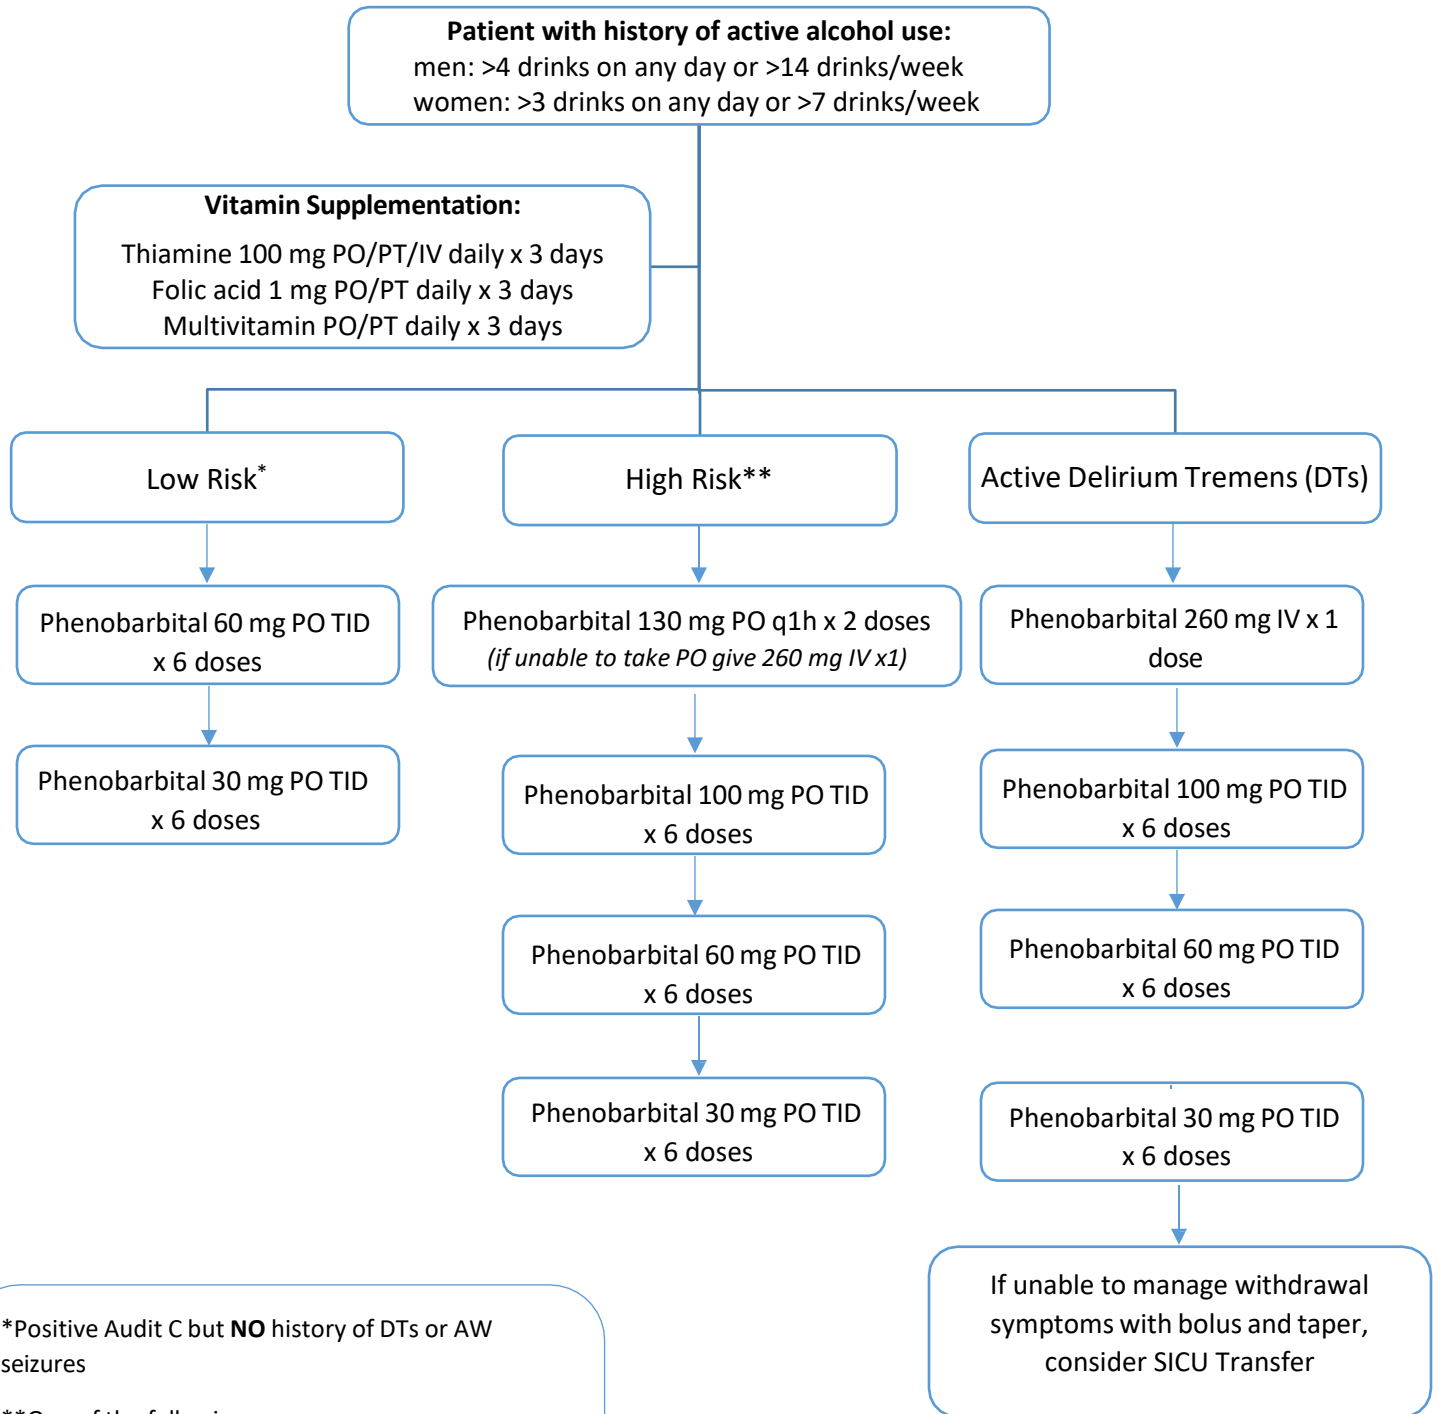 Patient with history of active alcohol use:
men: >4 drinks on any day or >14 drinks/week
women: >3 drinks on any day or >7 drinks/week
Vitamin Supplementation:
Thiamine 100 mg PO/PT/IV daily x 3 days
Folic acid 1 mg PO/PT daily x 3 days
Multivitamin PO/PT daily x 3 days
Low Risk*
High Risk**
Active Delirium Tremens (DTs)
Phenobarbital 60 mg PO TID
x 6 doses
Phenobarbital 30 mg PO TID
x 6 doses
Phenobarbital 130 mg PO q1h x 2 doses
(if unable to take PO give 260 mg IV x1)
Phenobarbital 100 mg PO TID
x 6 doses
Phenobarbital 60 mg PO TID
x 6 doses
Phenobarbital 30 mg PO TID
x 6 doses
Phenobarbital 260 mg IV x 1
dose
Phenobarbital 100 mg PO TID
x 6 doses
Phenobarbital 60 mg PO TID
x 6 doses
Phenobarbital 30 mg PO TID
x 6 doses
If unable to manage withdrawal
symptoms with bolus and taper,
consider SICU Transfer
*Positive Audit C but NO history of DTs or AW
seizures